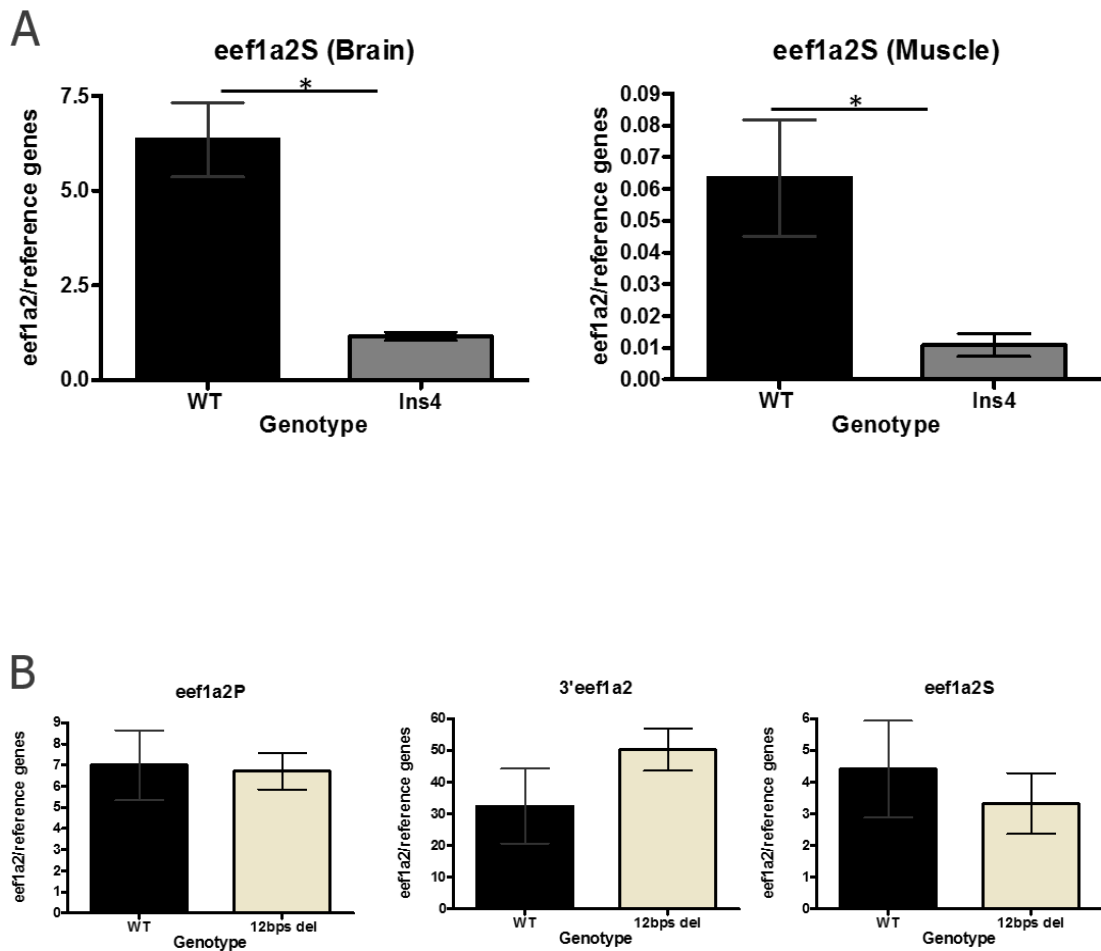 A
eef1a2S (Brain)
*
7.5
5.0
2.5
0.0
eef1a2/reference genes
WT
Ins4
Genotype
eef1a2S (Muscle)
*
0.09
0.08
0.07
0.06
0.05
0.04
0.03
0.02
0.01
0.00
eef1a2/reference genes
WT
Ins4
Genotype
B
eef1a2P
9
8
7
6
5
4
3
2
1
0
eef1a2/reference genes
WT
12bps del
Genotype
3'eef1a2
60
50
40
30
20
10
0
eef1a2/reference genes
WT
12bps del
Genotype
eef1a2S
6
5
4
3
2
1
0
eef1a2/reference genes
WT
12bps del
Genotype